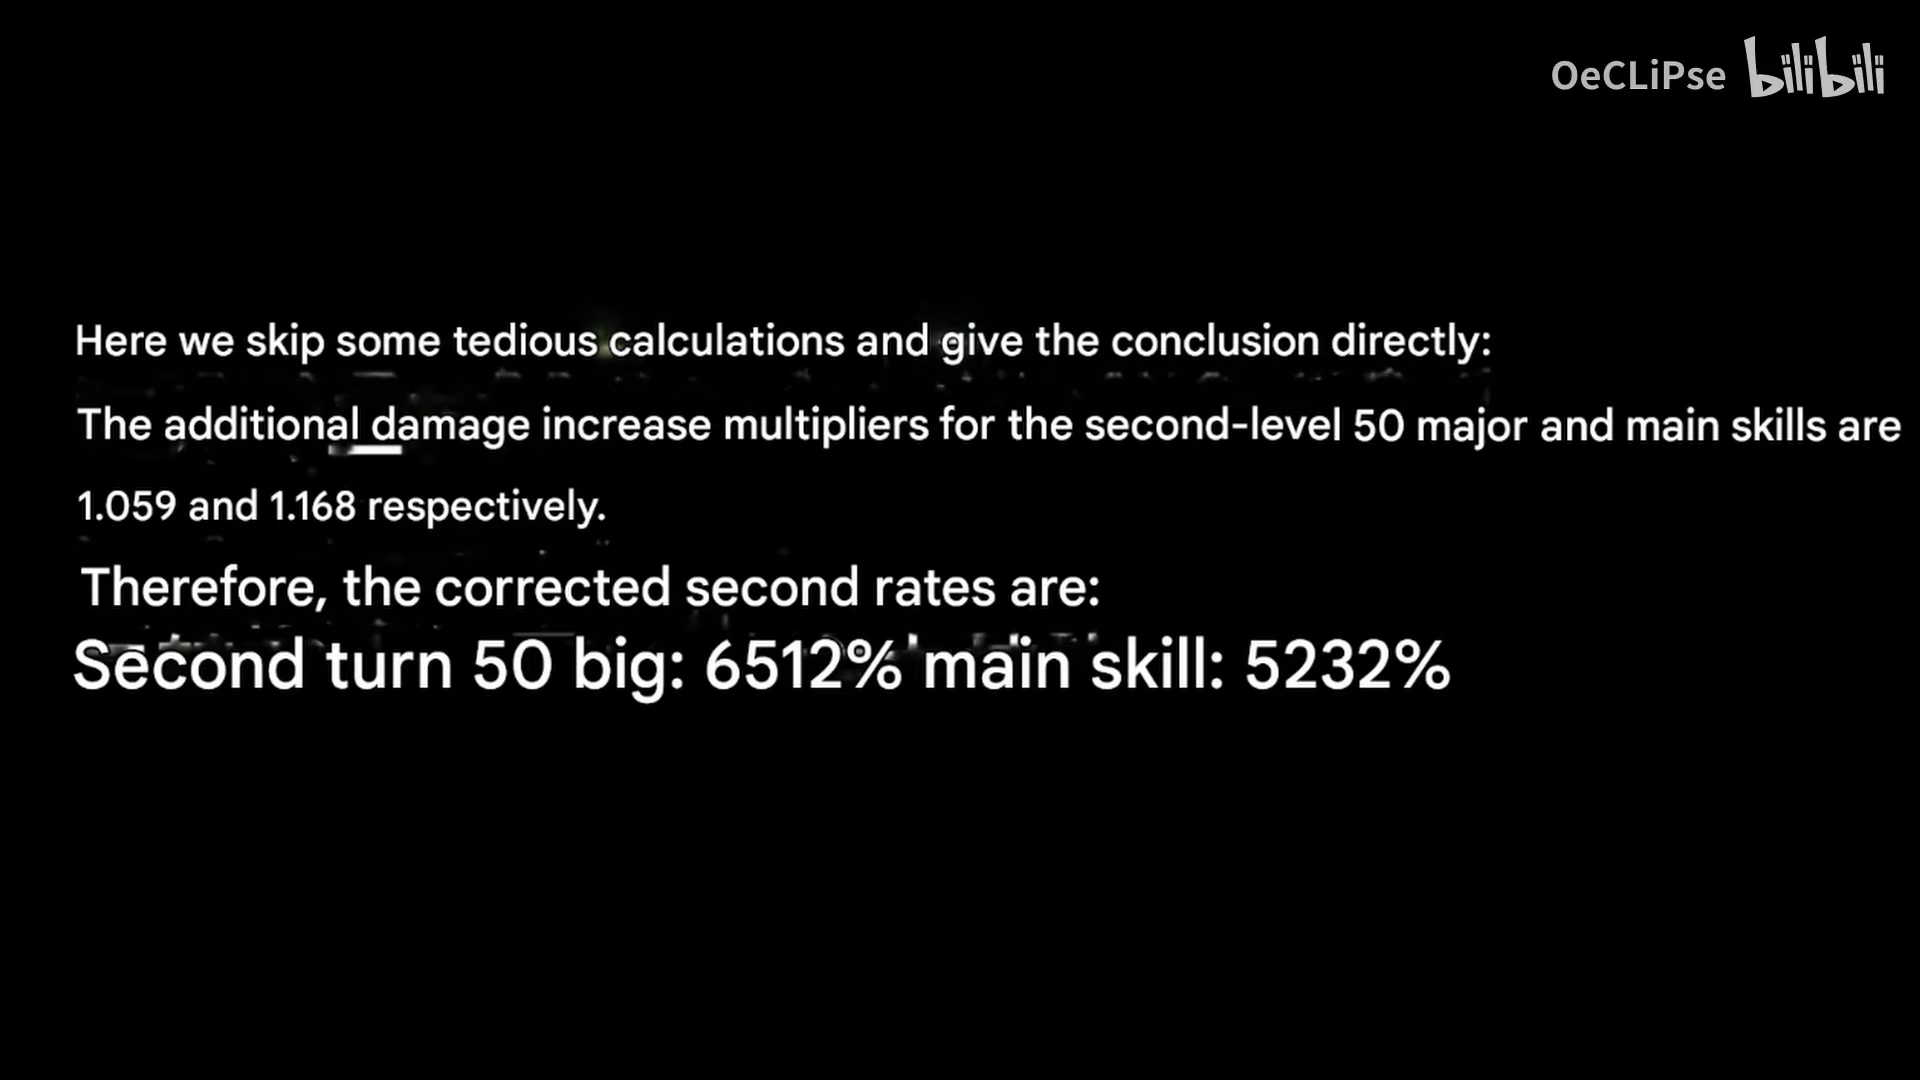 OeCLiPse bilibili
Here we skip some tedious calculations and give the conclusion directly:
The additional damage increase multipliers for the second-level 50 major and main skills are
1.059 and 1.168 respectively.
Therefore, the corrected second rates are:
Second turn 50 big: 6512% main skill: 5232%